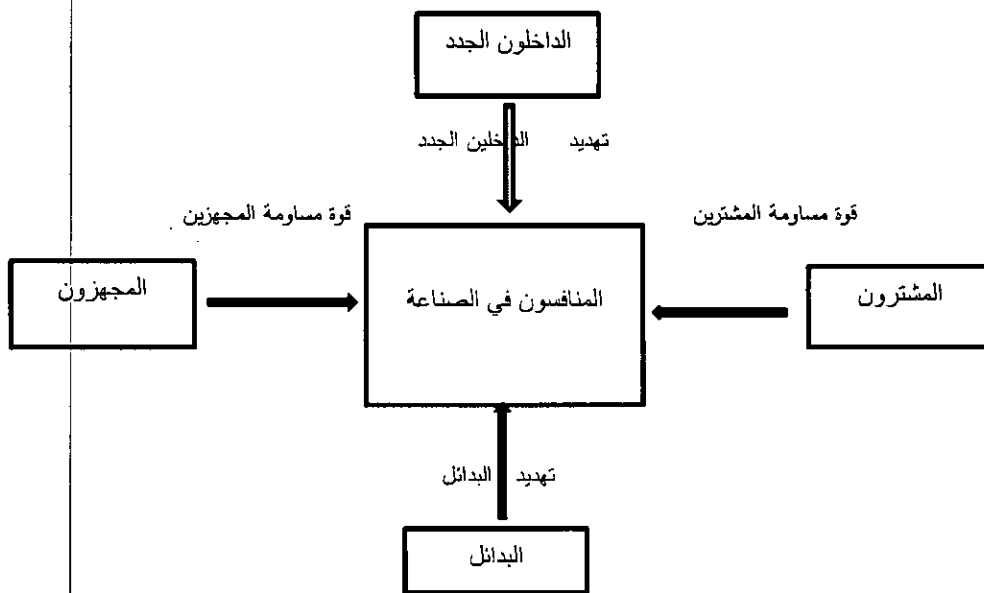 الداخلون الجدد
تهديد الداخلين الجدد
قوة مساومة المشترين
قوة مساومة المجهزين
المشترون
المنافسون في الصناعة
المجهزون
تهديد البدائل
البدائل